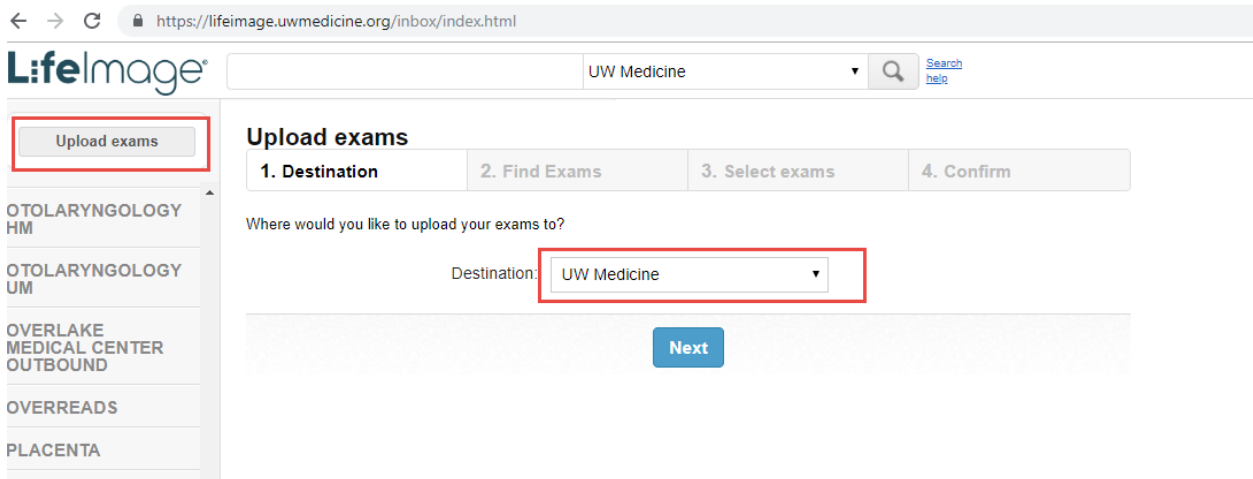 https://lifeimage.uwmedicine.org/inbox/index.html
L:feImage®
UW Medicine
Search
help
Upload exams
OTOLARYNGOLOGY
HM
OTOLARYNGOLOGY
UM
OVERLAKE
MEDICAL CENTER
OUTBOUND
OVERREADS
PLACENTA
Upload exams
1. Destination 2. Find Exams 3. Select exams 4. Confirm
Where would you like to upload your exams to?
Destination: UW Medicine
Next